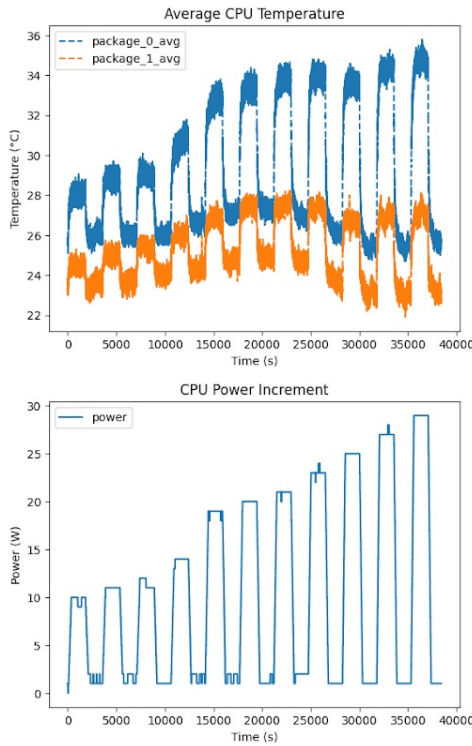 Average CPU Temperature
36
34
32
30
28
26
24
22
Temperature (°C)
package_0_avg
package_1_avg
0 5000 10000 15000 20000 25000 30000 35000 40000
Time (s)
CPU Power Increment
30
25
20
15
10
5
0
Power (W)
power
0 5000 10000 15000 20000 25000 30000 35000 40000
Time (s)